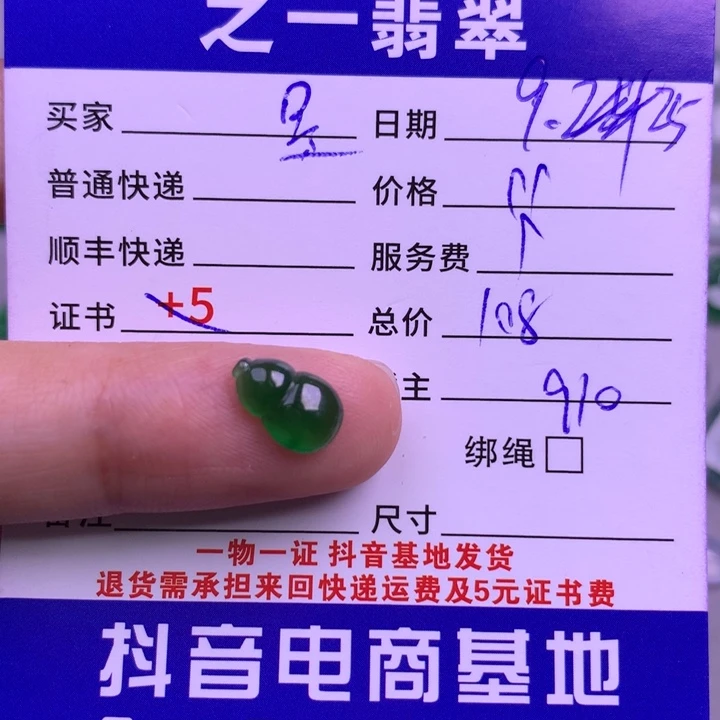 之一翡翠
买家 日期 9.25
普通快递 价格
顺丰快递 服务费
证书 +5 总价 108
主 910
绑绳
备注 尺寸
一物一证 抖音基地发货
退货需承担来回快递运费及5元证书费
抖音电商基地